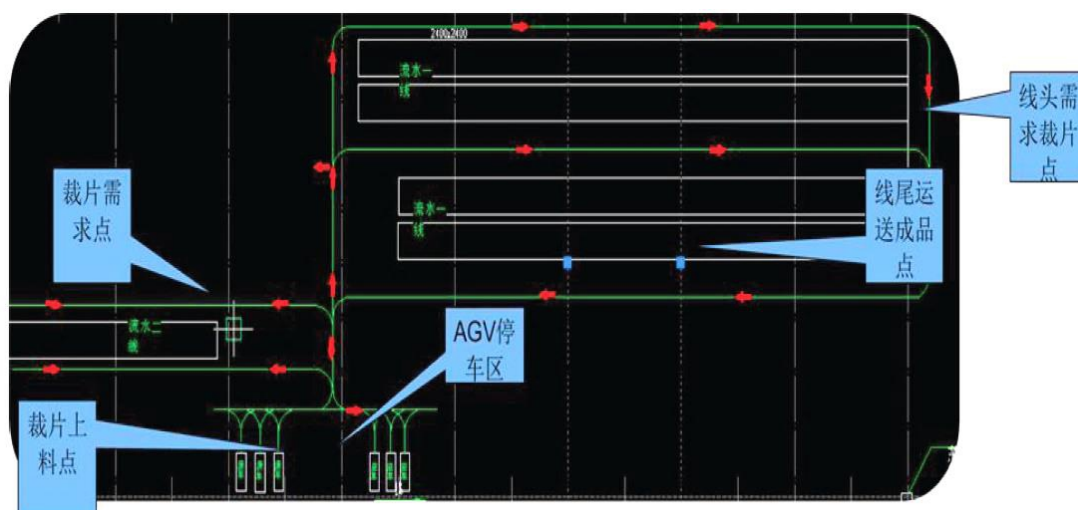 2400x2400
流水一
线
线头需
求裁片
点
裁片需
求点
流水一
线
线尾运
送成品
点
流水二
线
AGV停
车区
裁片上
料点